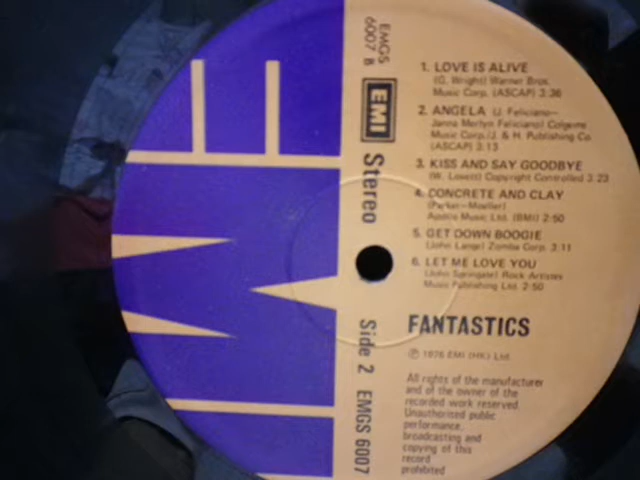 EMGS
6007 B
EMI
Stereo
Side 2 EMGS 6007
1. LOVE IS ALIVE
(G. Wright) Warner Bros.
Music Corp. (ASCAP) 3:36
2. ANGELA (J. Feliciano–
Janna Merlyn Feliciano) Colgems
Music Corp./J. & H. Publishing Co.
(ASCAP) 3:13
3. KISS AND SAY GOODBYE
(W. Lovett) Copyright Controlled 3:23
4. CONCRETE AND CLAY
(Parker–Moeller)
Apollo Music Ltd. (BMI) 2:50
5. GET DOWN BOOGIE
(John Lang) Zomba Corp. 3:11
6. LET ME LOVE YOU
(John Springate) Rock Artistes
Music Publishing Ltd. 2:50
FANTASTICS
Ⓟ 1976 EMI (HK) Ltd.
All rights of the manufacturer
and of the owner of the
recorded work reserved.
Unauthorised public
performance,
broadcasting and
copying of this
record
prohibited
EMI